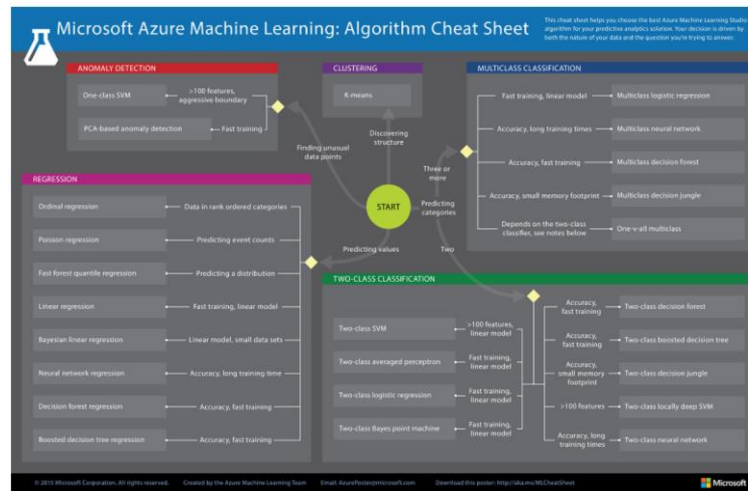 Microsoft Azure Machine Learning: Algorithm Cheat Sheet
This cheat sheet helps you choose the best Azure Machine Learning Studio
algorithm for your predictive analytics solution. Your decision is driven by
both the nature of your data and the question you're trying to answer.
ANOMALY DETECTION
One-class SVM
>100 features,
aggressive boundary
PCA-based anomaly detection
Fast training
CLUSTERING
K-means
MULTICLASS CLASSIFICATION
Fast training, linear model
Multiclass logistic regression
Accuracy, long training times
Multiclass neural network
Accuracy, fast training
Multiclass decision forest
Accuracy, small memory footprint
Multiclass decision jungle
Depends on the two-class
classifier, see notes below
One-v-all multiclass
Finding unusual
data points
Discovering
structure
Three or
more
START
Predicting
categories
Predicting values
Two
REGRESSION
Ordinal regression
Data in rank ordered categories
Poisson regression
Predicting event counts
Fast forest quantile regression
Predicting a distribution
Linear regression
Fast training, linear model
Bayesian linear regression
Linear model, small data sets
Neural network regression
Accuracy, long training time
Decision forest regression
Accuracy, fast training
Boosted decision tree regression
Accuracy, fast training
TWO-CLASS CLASSIFICATION
Two-class SVM
>100 features,
linear model
Two-class averaged perceptron
Fast training,
linear model
Two-class logistic regression
Fast training,
linear model
Two-class Bayes point machine
Fast training,
linear model
Accuracy,
fast training
Two-class decision forest
Accuracy,
fast training
Two-class boosted decision tree
Accuracy,
small memory
footprint
Two-class decision jungle
>100 features
Two-class locally deep SVM
Accuracy, long
training times
Two-class neural network
© 2015 Microsoft Corporation. All rights reserved. Created by the Azure Machine Learning Team Email: AzurePoster@microsoft.com Download this poster: http://aka.ms/MLCheatSheet
Microsoft